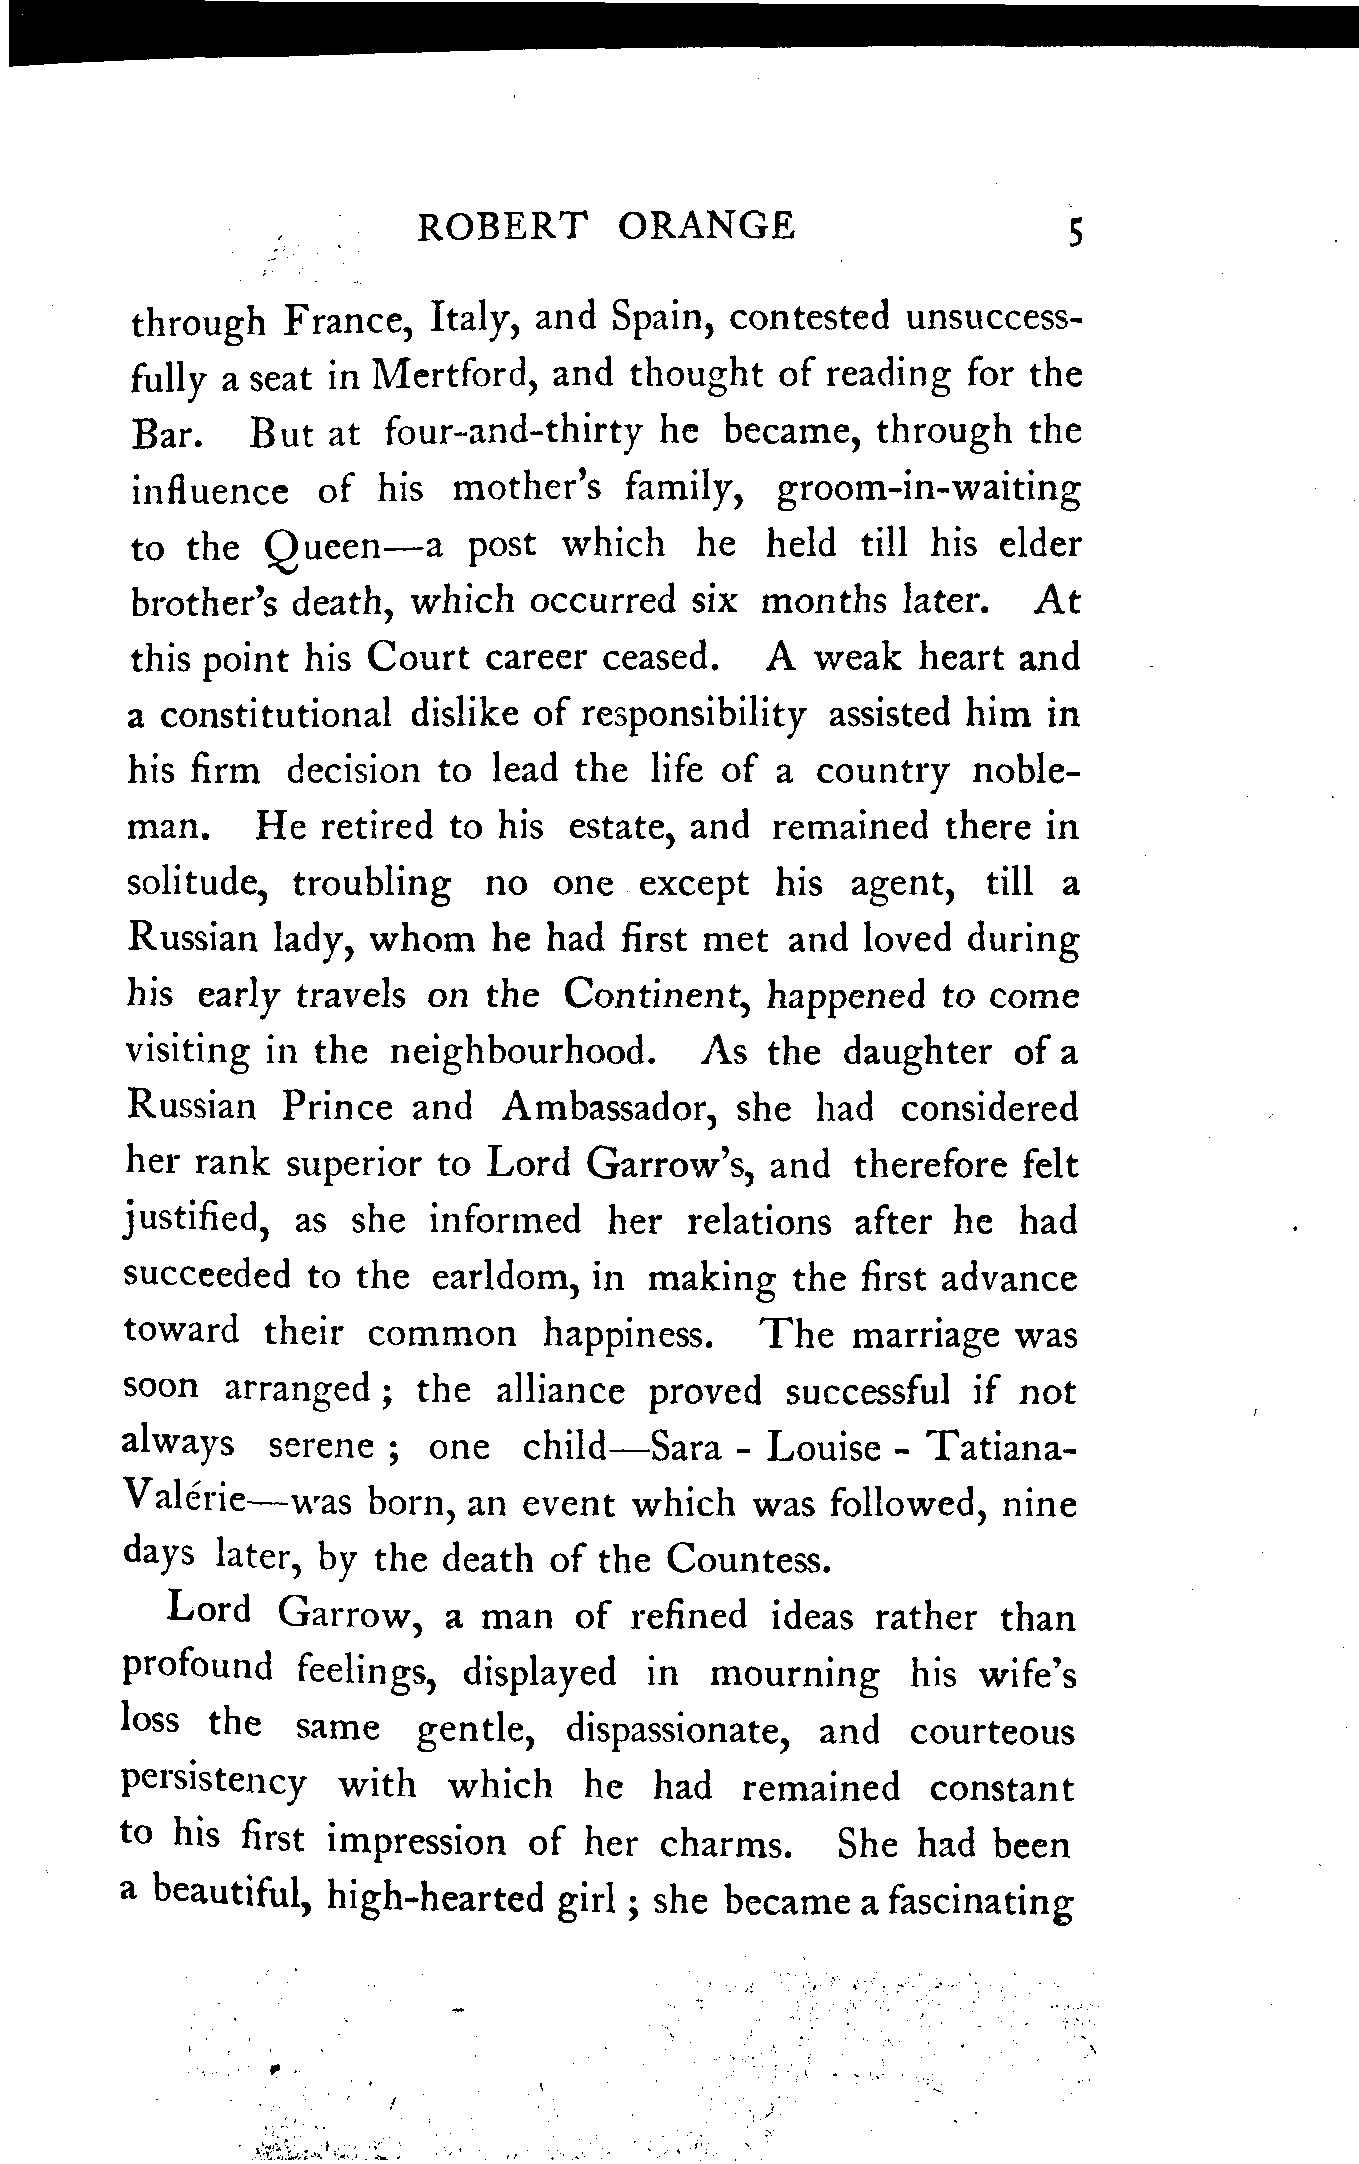 ROBERT ORANGE 5
through France, Italy, and Spain, contested unsuccess-
fully a seat in Mertford, and thought of reading for the
Bar. But at four-and-thirty he became, through the
influence of his mother's family, groom-in-waiting
to the Queen—a post which he held till his elder
brother's death, which occurred six months later. At
this point his Court career ceased. A weak heart and
a constitutional dislike of responsibility assisted him in
his firm decision to lead the life of a country noble-
man. He retired to his estate, and remained there in
solitude, troubling no one except his agent, till a
Russian lady, whom he had first met and loved during
his early travels on the Continent, happened to come
visiting in the neighbourhood. As the daughter of a
Russian Prince and Ambassador, she had considered
her rank superior to Lord Garrow's, and therefore felt
justified, as she informed her relations after he had
succeeded to the earldom, in making the first advance
toward their common happiness. The marriage was
soon arranged ; the alliance proved successful if not
always serene ; one child—Sara - Louise - Tatiana-
Valérie—was born, an event which was followed, nine
days later, by the death of the Countess.
Lord Garrow, a man of refined ideas rather than
profound feelings, displayed in mourning his wife's
loss the same gentle, dispassionate, and courteous
persistency with which he had remained constant
to his first impression of her charms. She had been
a beautiful, high-hearted girl ; she became a fascinating